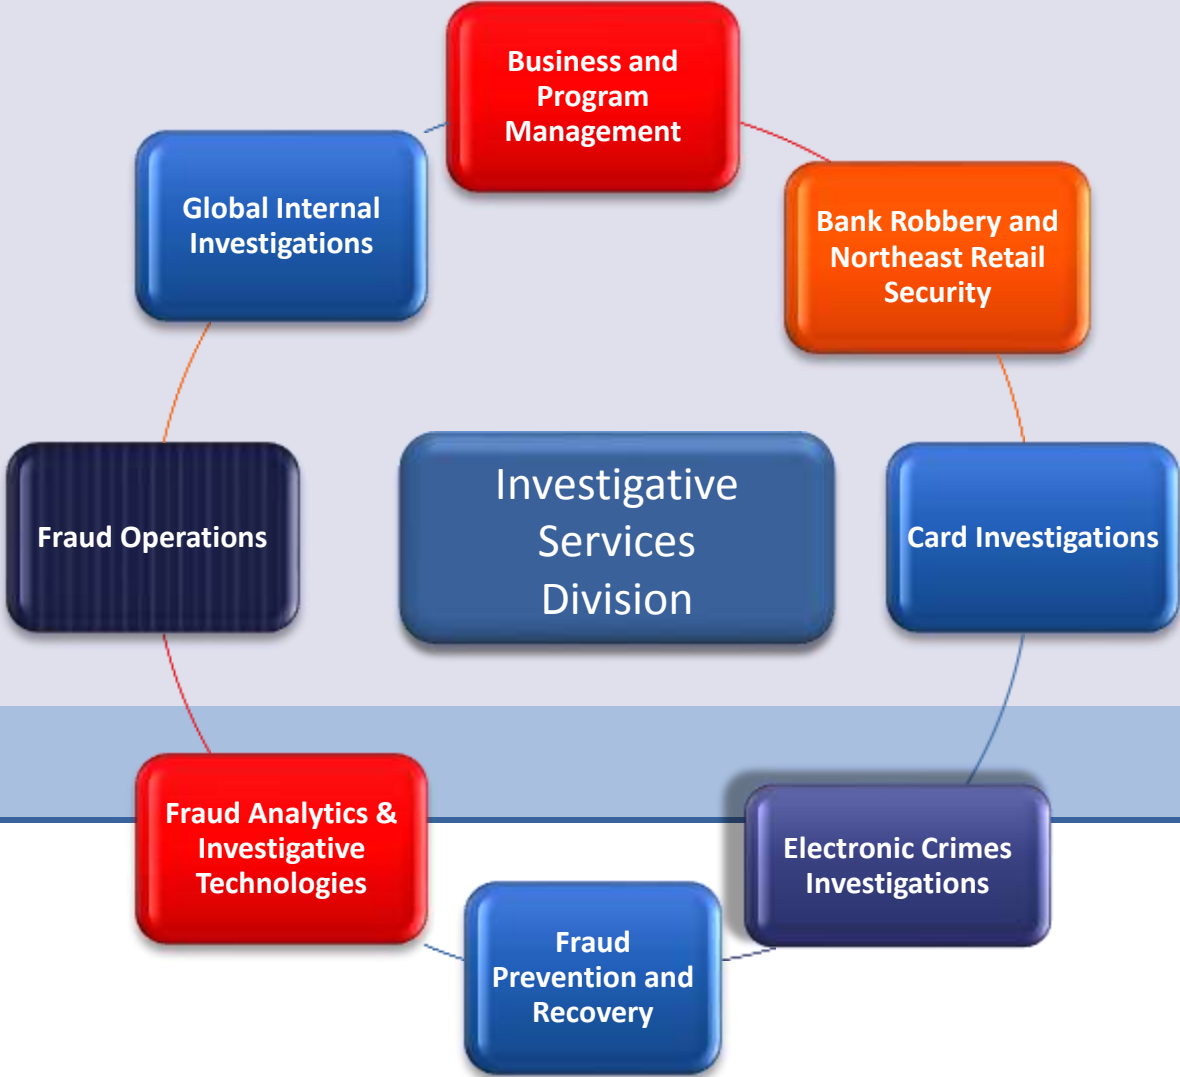 Business and
Program
Management
Global Internal
Investigations
Bank Robbery and
Northeast Retail
Security
Fraud Operations
Investigative
Services
Division
Card Investigations
Fraud Analytics &
Investigative
Technologies
Electronic Crimes
Investigations
Fraud
Prevention and
Recovery